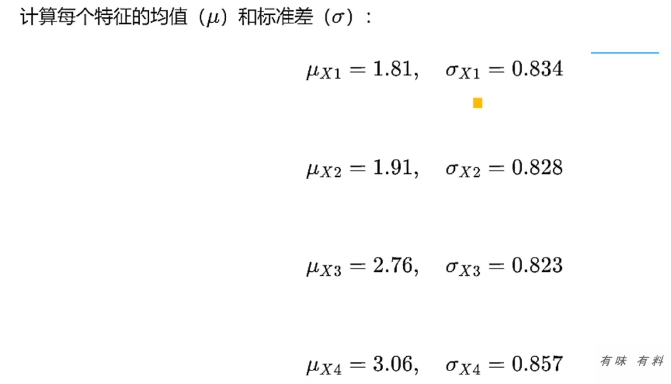 计算每个特征的均值（μ）和标准差（σ）：
μX1 = 1.81, σX1 = 0.834
μX2 = 1.91, σX2 = 0.828
μX3 = 2.76, σX3 = 0.823
μX4 = 3.06, σX4 = 0.857
有味 有料